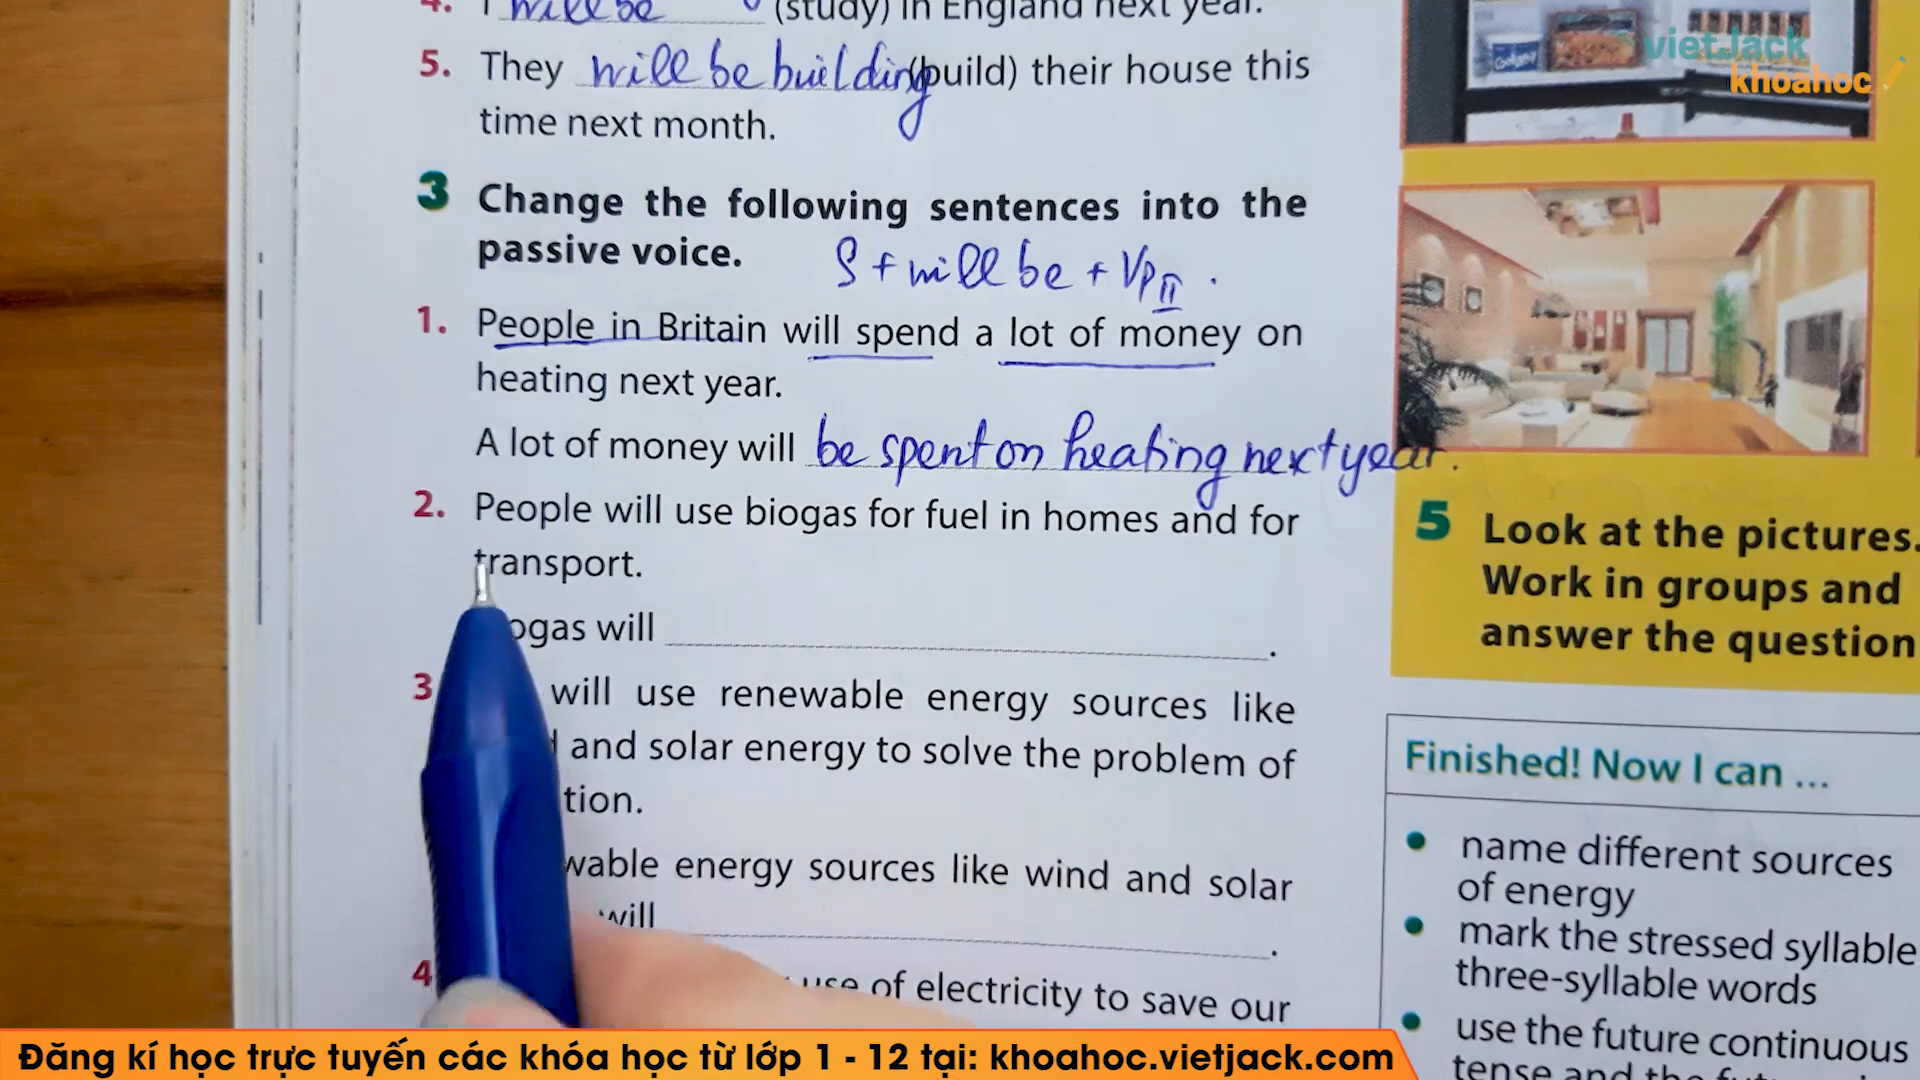 4. I will be (study) in England next year.
5. They will be building (build) their house this
time next month.
3 Change the following sentences into the
passive voice. S + will be + VpII .
1. People in Britain will spend a lot of money on
heating next year.
A lot of money will be spent on heating next year.
2. People will use biogas for fuel in homes and for
transport.
ogas will .
3 will use renewable energy sources like
and solar energy to solve the problem of
tion.
wable energy sources like wind and solar
will .
4 use of electricity to save our
vietJack
khoahoc
5 Look at the pictures.
Work in groups and
answer the question
Finished! Now I can ...
• name different sources
of energy
• mark the stressed syllable
three-syllable words
• use the future continuous
tense and the
Đăng kí học trực tuyến các khóa học từ lớp 1 - 12 tại: khoahoc.vietjack.com